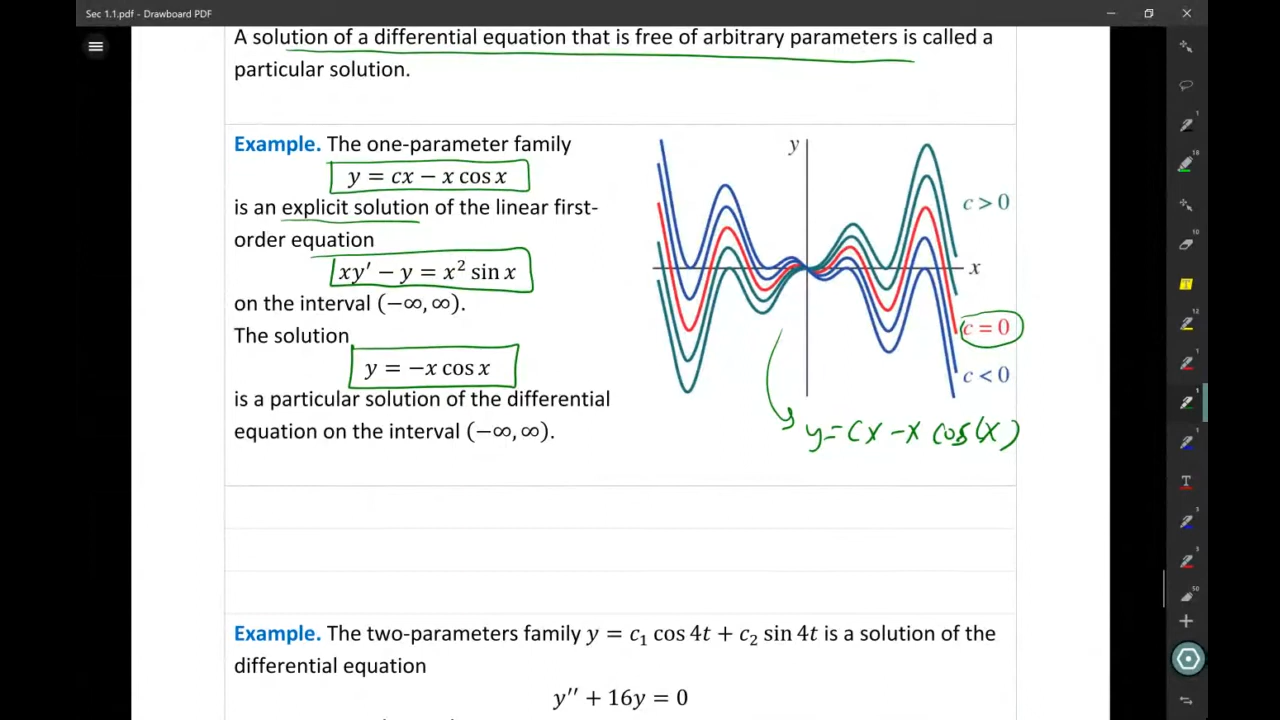 Sec 1.1.pdf - Drawboard PDF
A solution of a differential equation that is free of arbitrary parameters is called a
particular solution.
Example. The one-parameter family
y = cx − x cos x
is an explicit solution of the linear first-
order equation
xy′ − y = x² sin x
on the interval (−∞, ∞).
The solution
y = −x cos x
is a particular solution of the differential
equation on the interval (−∞, ∞).
y
c > 0
x
c = 0
c < 0
y = cx − x cos(x)
Example. The two-parameters family y = c₁ cos 4t + c₂ sin 4t is a solution of the
differential equation
y′′ + 16y = 0